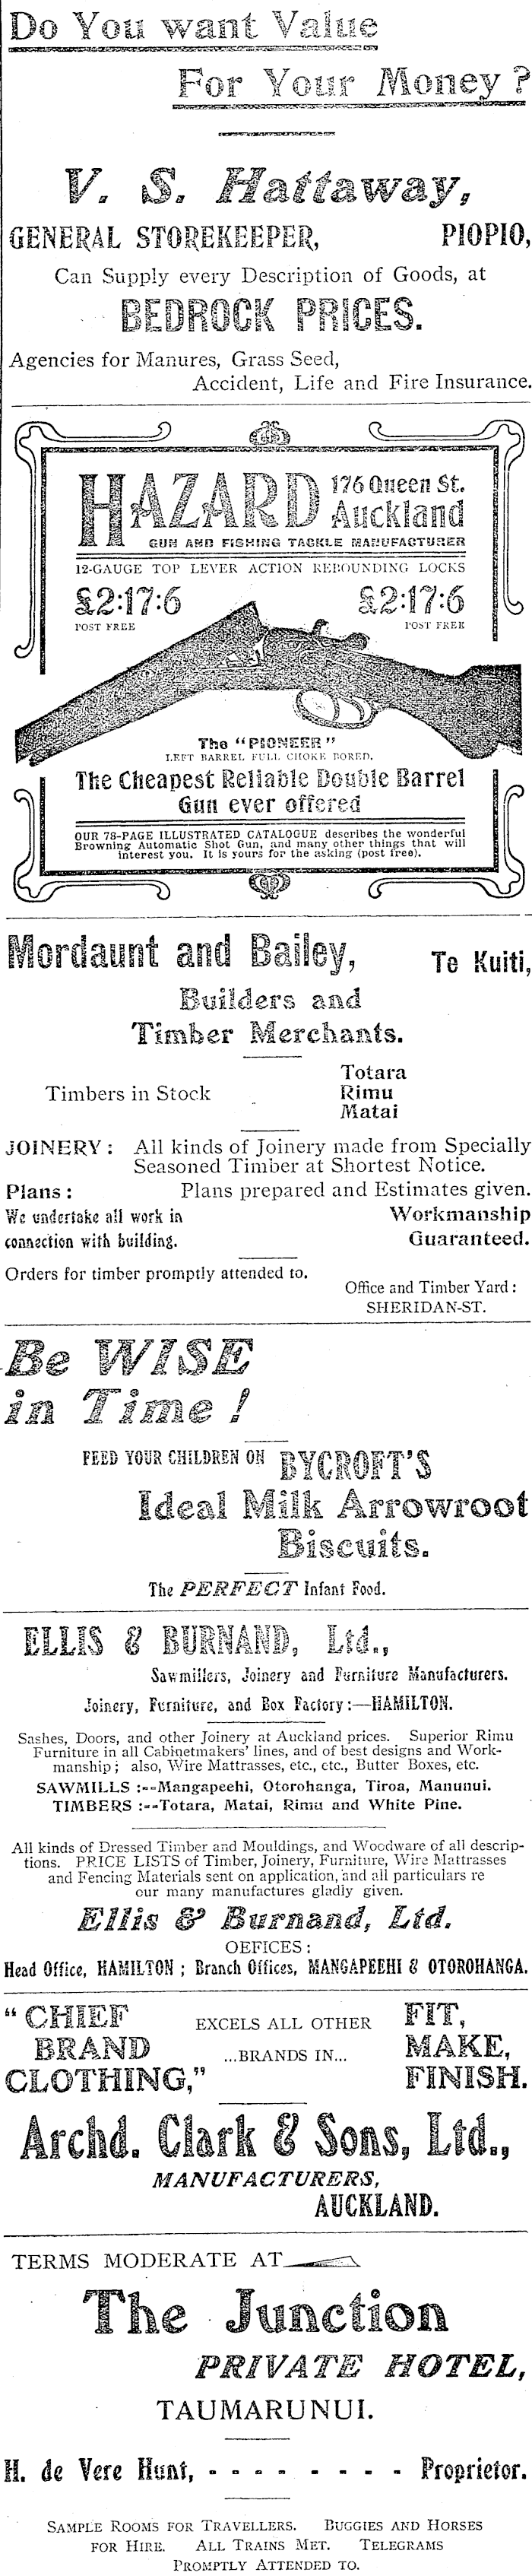 Do You want Value
For Your Money ?
V. S. Hattaway,
GENERAL STOREKEEPER, PIOPIO,
Can Supply every Description of Goods, at
BEDROCK PRICES.
Agencies for Manures, Grass Seed,
Accident, Life and Fire Insurance.
HAZARD 176 Queen St.
Auckland
GUN AND FISHING TACKLE MANUFACTURER
12-GAUGE TOP LEVER ACTION REBOUNDING LOCKS
£2:17:6 £2:17:6
POST FREE POST FREE
The "PIONEER"
LEFT BARREL FULL CHOKE BORED.
The Cheapest Reliable Double Barrel
Gun ever offered
OUR 78-PAGE ILLUSTRATED CATALOGUE describes the wonderful
Browning Automatic Shot Gun, and many other things that will
interest you. It is yours for the asking (post free).
Mordaunt and Bailey, Te Kuiti,
Builders and
Timber Merchants.
Totara
Timbers in Stock - Rimu
Matai
JOINERY : All kinds of Joinery made from Specially
Seasoned Timber at Shortest Notice.
Plans : Plans prepared and Estimates given.
We undertake all work in Workmanship
connection with building. Guaranteed.
Orders for timber promptly attended to.
Office and Timber Yard :
SHERIDAN-ST.
Be WISE
in Time !
FEED YOUR CHILDREN ON BYCROFT'S
Ideal Milk Arrowroot
Biscuits.
The PERFECT Infant Food.
ELLIS & BURNAND, Ltd.,
Sawmillers, Joinery and Furniture Manufacturers.
Joinery, Furniture, and Box Factory :—HAMILTON.
Sashes, Doors, and other Joinery at Auckland prices. Superior Rimu
Furniture in all Cabinetmakers' lines, and of best designs and Work-
manship ; also, Wire Mattrasses, etc., etc., Butter Boxes, etc.
SAWMILLS :--Mangapeehi, Otorohanga, Tiroa, Manunui.
TIMBERS :--Totara, Matai, Rimu and White Pine.
All kinds of Dressed Timber and Mouldings, and Woodware of all descrip-
tions. PRICE LISTS of Timber, Joinery, Furniture, Wire Mattrasses
and Fencing Materials sent on application, and all particulars re
our many manufactures gladly given.
Ellis & Burnand, Ltd.
OEFICES :
Head Office, HAMILTON ; Branch Offices, MANGAPEEHI & OTOROHANGA.
"CHIEF EXCELS ALL OTHER FIT,
BRAND ...BRANDS IN... MAKE,
CLOTHING," FINISH.
Archd. Clark & Sons, Ltd.,
MANUFACTURERS,
AUCKLAND.
TERMS MODERATE AT
The Junction
PRIVATE HOTEL,
TAUMARUNUI.
H. de Vere Hunt, - - - - - - - - Proprietor.
SAMPLE ROOMS FOR TRAVELLERS. BUGGIES AND HORSES
FOR HIRE. ALL TRAINS MET. TELEGRAMS
PROMPTLY ATTENDED TO.